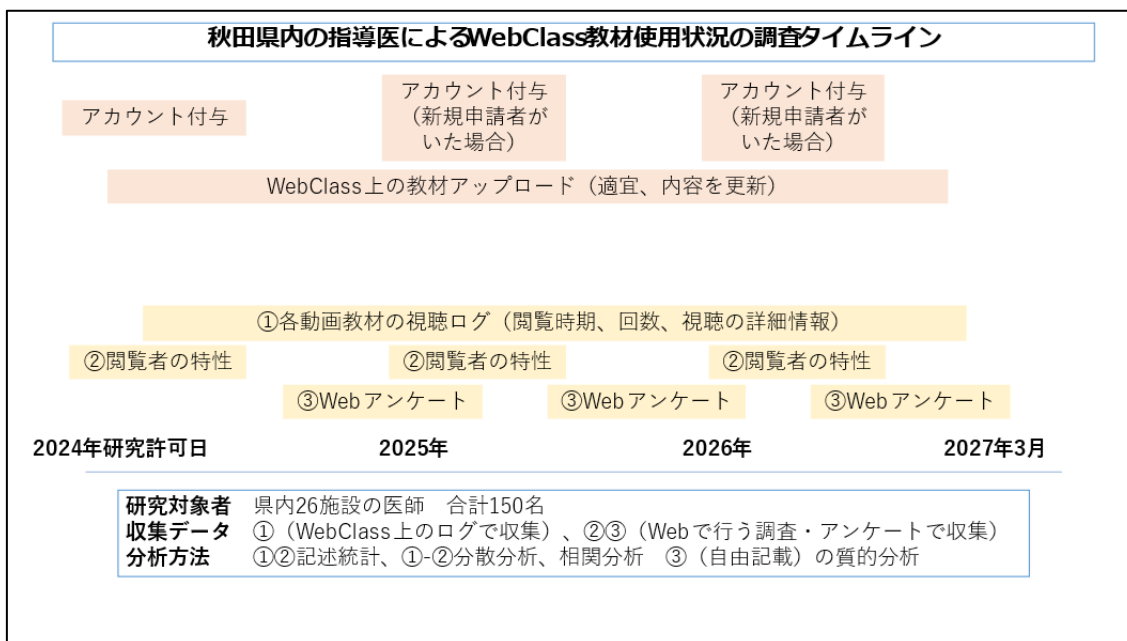 秋田県内の指導医によるWebClass教材使用状況の調査タイムライン
アカウント付与
アカウント付与
（新規申請者が
いた場合）
アカウント付与
（新規申請者が
いた場合）
WebClass上の教材アップロード（適宜、内容を更新）
①各動画教材の視聴ログ（閲覧時期、回数、視聴の詳細情報）
②閲覧者の特性
②閲覧者の特性
②閲覧者の特性
③Webアンケート
③Webアンケート
③Webアンケート
2024年研究許可日
2025年
2026年
2027年3月
研究対象者　県内26施設の医師　合計150名
収集データ　①（WebClass上のログで収集）、②③（Webで行う調査・アンケートで収集）
分析方法　①②記述統計、①-②分散分析、相関分析　③（自由記載）の質的分析